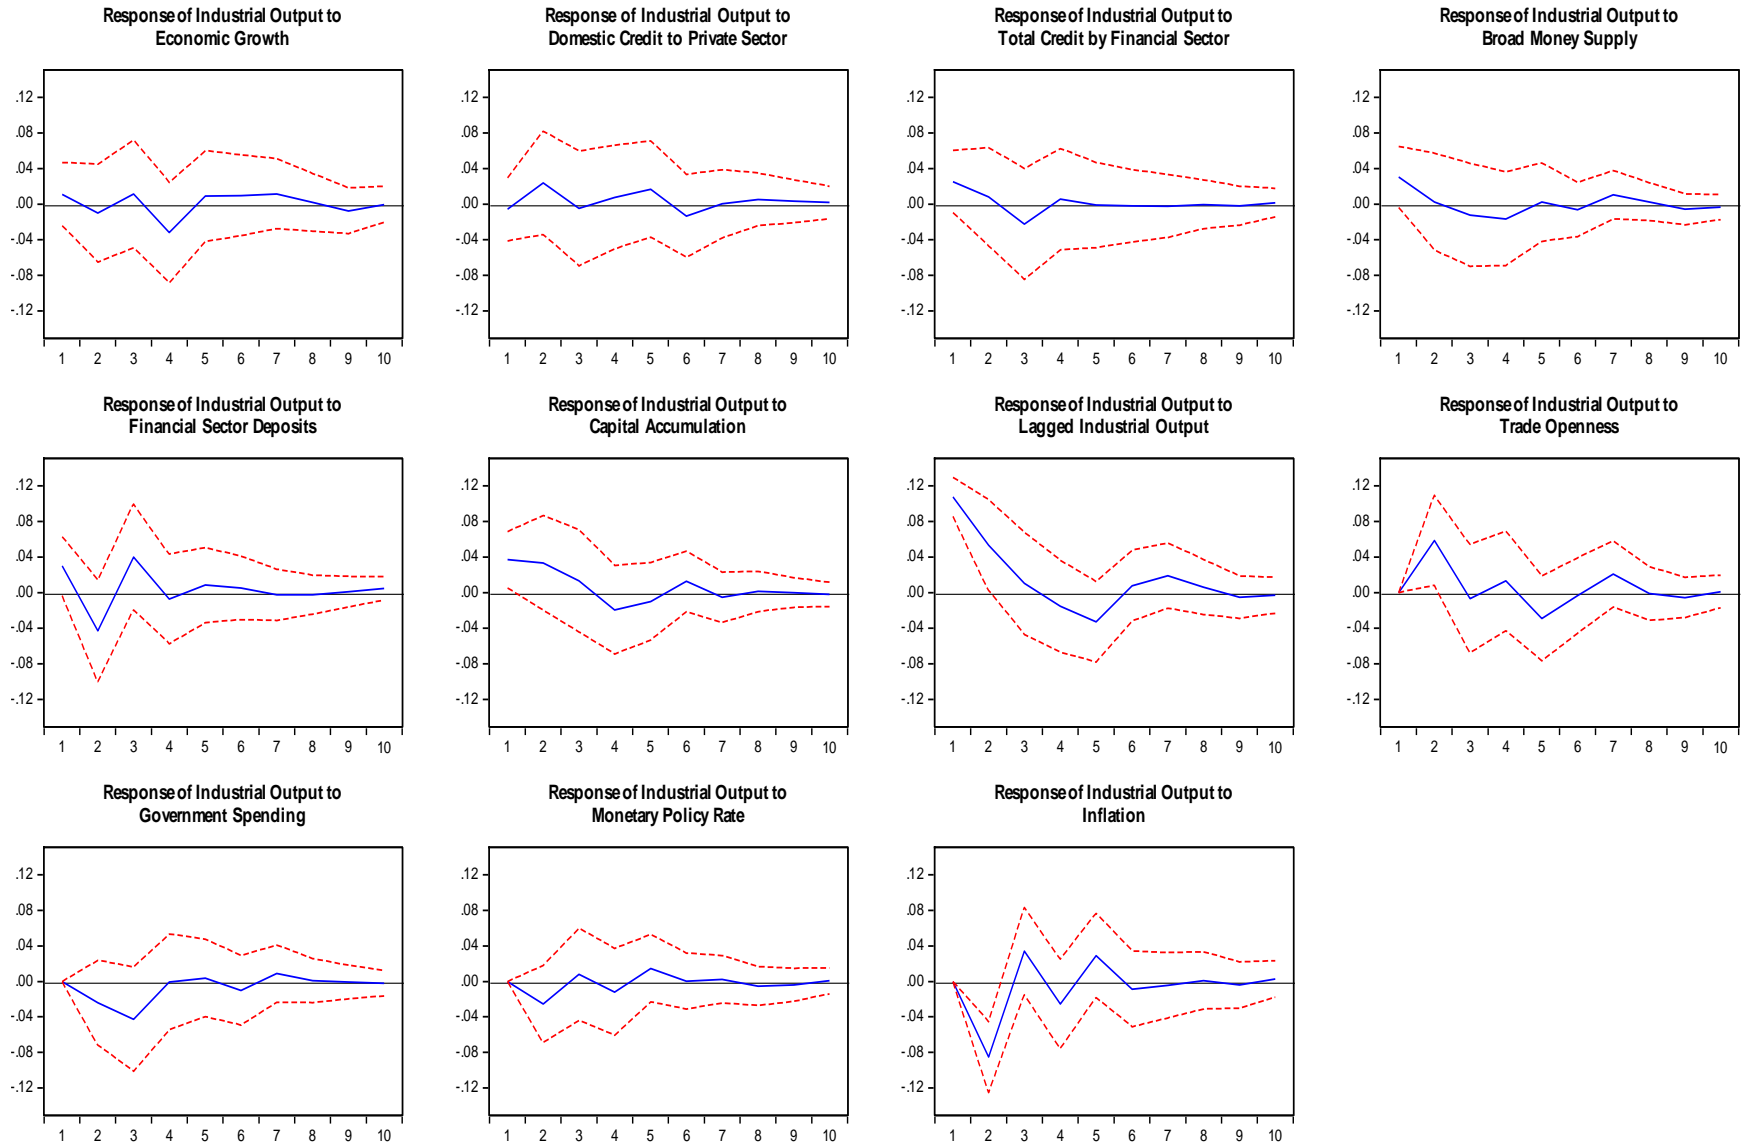 Response of Industrial Output to
Economic Growth
.12
.08
.04
.00
-.04
-.08
-.12
1 2 3 4 5 6 7 8 9 10
Response of Industrial Output to
Domestic Credit to Private Sector
.12
.08
.04
.00
-.04
-.08
-.12
1 2 3 4 5 6 7 8 9 10
Response of Industrial Output to
Total Credit by Financial Sector
.12
.08
.04
.00
-.04
-.08
-.12
1 2 3 4 5 6 7 8 9 10
Response of Industrial Output to
Broad Money Supply
.12
.08
.04
.00
-.04
-.08
-.12
1 2 3 4 5 6 7 8 9 10
Response of Industrial Output to
Financial Sector Deposits
.12
.08
.04
.00
-.04
-.08
-.12
1 2 3 4 5 6 7 8 9 10
Response of Industrial Output to
Capital Accumulation
.12
.08
.04
.00
-.04
-.08
-.12
1 2 3 4 5 6 7 8 9 10
Response of Industrial Output to
Lagged Industrial Output
.12
.08
.04
.00
-.04
-.08
-.12
1 2 3 4 5 6 7 8 9 10
Response of Industrial Output to
Trade Openness
.12
.08
.04
.00
-.04
-.08
-.12
1 2 3 4 5 6 7 8 9 10
Response of Industrial Output to
Government Spending
.12
.08
.04
.00
-.04
-.08
-.12
1 2 3 4 5 6 7 8 9 10
Response of Industrial Output to
Monetary Policy Rate
.12
.08
.04
.00
-.04
-.08
-.12
1 2 3 4 5 6 7 8 9 10
Response of Industrial Output to
Inflation
.12
.08
.04
.00
-.04
-.08
-.12
1 2 3 4 5 6 7 8 9 10